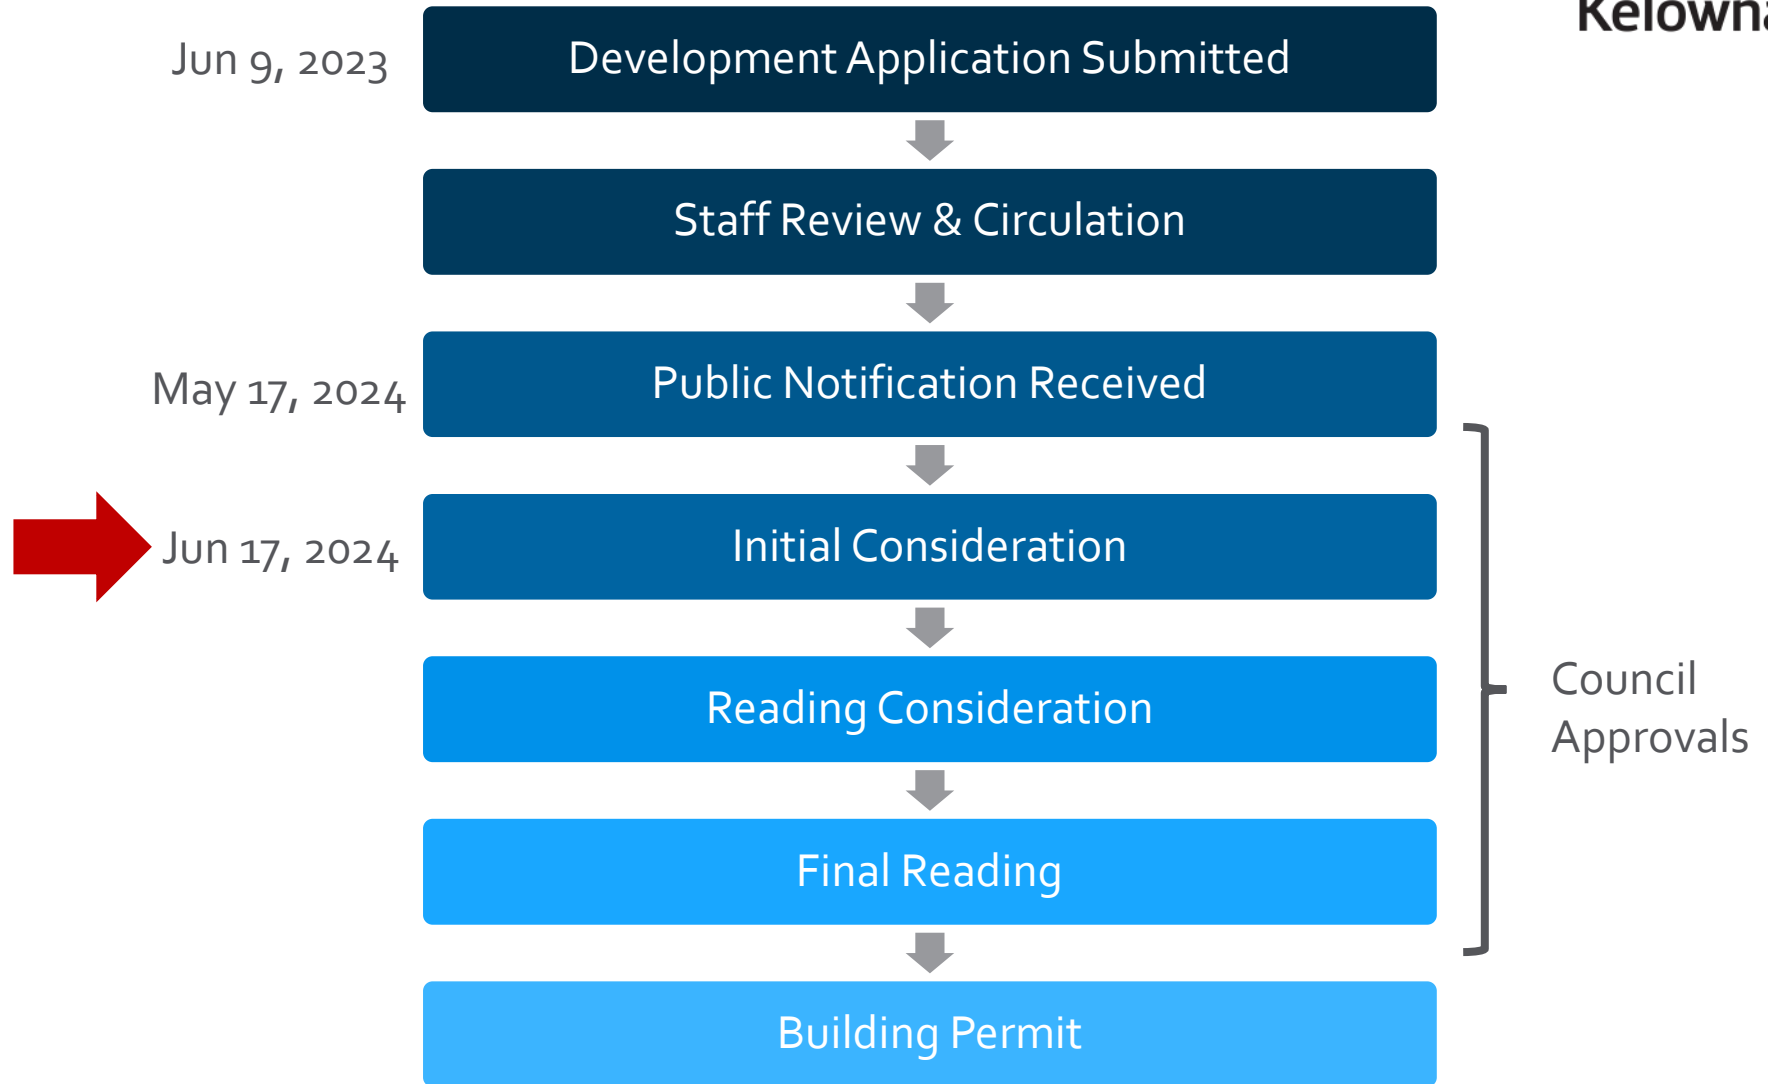 Kelowna
Jun 9, 2023
Development Application Submitted
Staff Review & Circulation
May 17, 2024
Public Notification Received
Jun 17, 2024
Initial Consideration
Reading Consideration
Council
Approvals
Final Reading
Building Permit